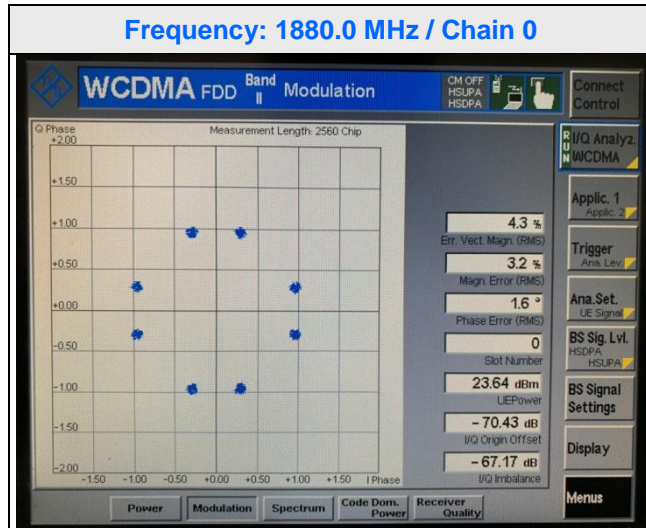 Frequency: 1880.0 MHz / Chain 0
WCDMA FDD Band II Modulation
CM OFF
HSUPA
HSDPA
Connect
Control
Q Phase
Measurement Length: 2560 Chip
+2.00
+1.50
+1.00
+0.50
+0.00
-0.50
-1.00
-1.50
-2.00
-1.50 -1.00 -0.50 +0.00 +0.50 +1.00 +1.50 I Phase
4.3 %
Err. Vect. Magn. (RMS)
3.2 %
Magn. Error (RMS)
1.6 °
Phase Error (RMS)
0
Slot Number
23.64 dBm
UEPower
-70.43 dB
I/Q Origin Offset
-67.17 dB
I/Q Imbalance
RUN
I/Q Analyz.
WCDMA
Applic. 1
Applic. 2
Trigger
Ana. Lev.
Ana.Set.
UE Signal
BS Sig. Lvl.
HSDPA
HSUPA
BS Signal
Settings
Display
Menus
Power
Modulation
Spectrum
Code Dom.
Power
Receiver
Quality